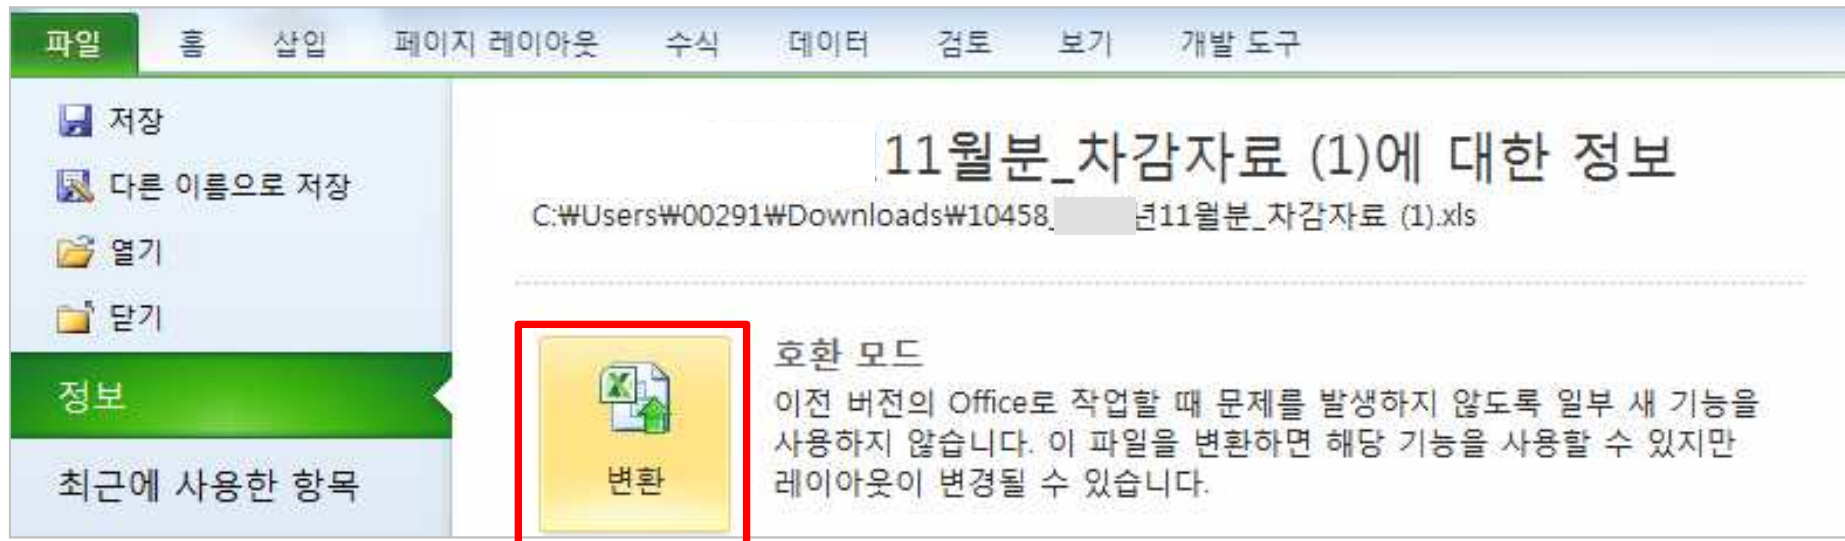 파일 홈 삽입 페이지 레이아웃 수식 데이터 검토 보기 개발 도구
저장
다른 이름으로 저장
열기
닫기
정보
최근에 사용한 항목
11월분_차감자료 (1)에 대한 정보
C:₩Users₩00291₩Downloads₩10458_ 년11월분_차감자료 (1).xls
변환
호환 모드
이전 버전의 Office로 작업할 때 문제를 발생하지 않도록 일부 새 기능을
사용하지 않습니다. 이 파일을 변환하면 해당 기능을 사용할 수 있지만
레이아웃이 변경될 수 있습니다.